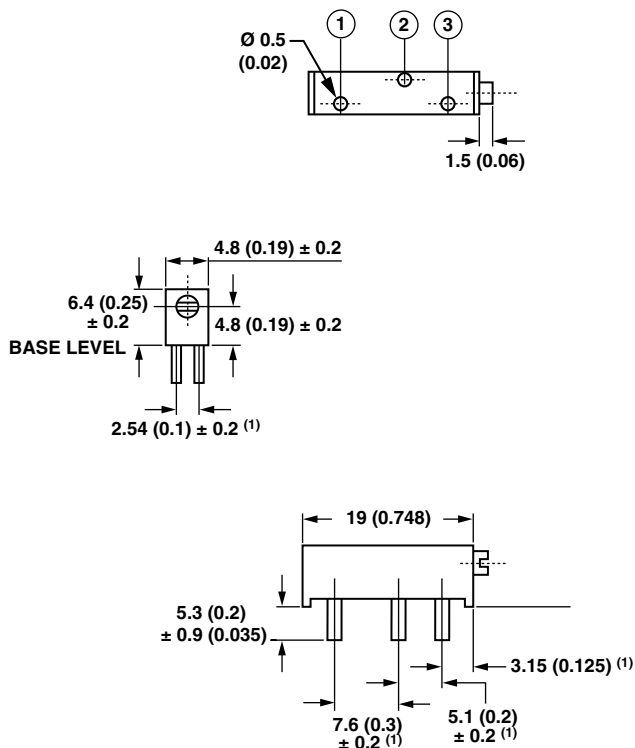 1 2 3
Ø 0.5
(0.02)
1.5 (0.06)
4.8 (0.19) ± 0.2
6.4 (0.25)
± 0.2
4.8 (0.19) ± 0.2
BASE LEVEL
2.54 (0.1) ± 0.2 (1)
19 (0.748)
5.3 (0.2)
± 0.9 (0.035)
3.15 (0.125) (1)
7.6 (0.3)
± 0.2 (1)
5.1 (0.2)
± 0.2 (1)